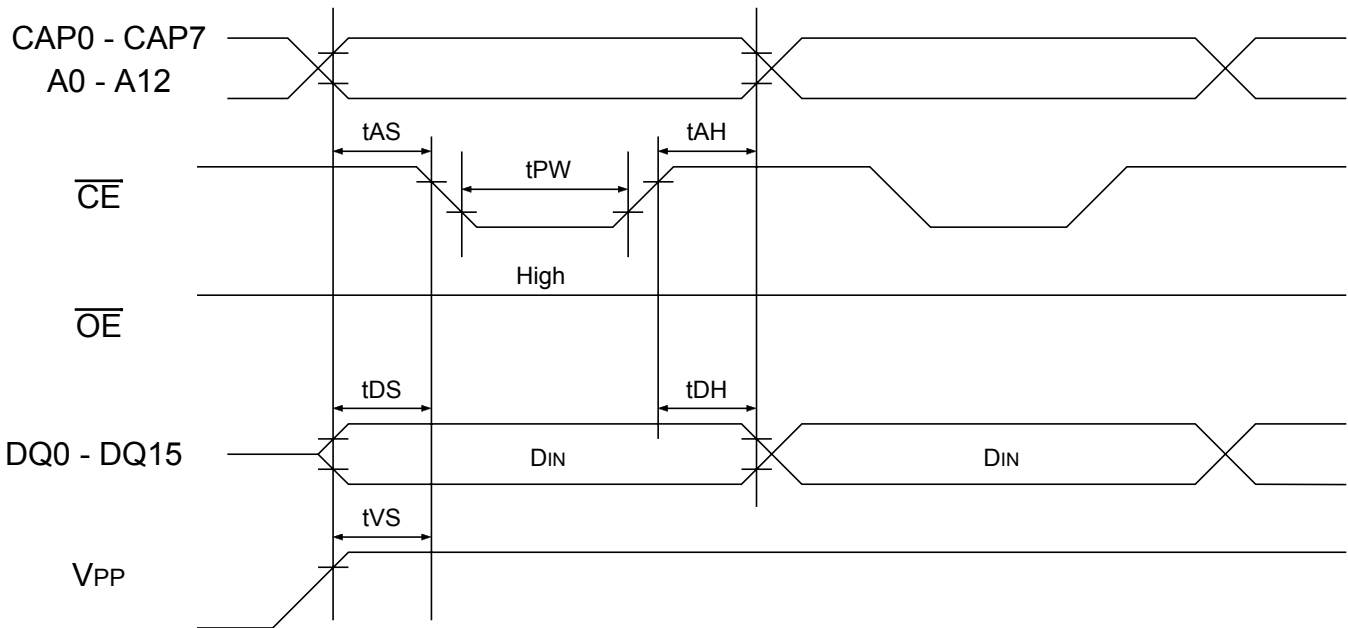 CAP0 - CAP7
A0 - A12
tAS
tAH
tPW
CE
High
OE
tDS
tDH
DQ0 - DQ15
DIN
DIN
tVS
VPP